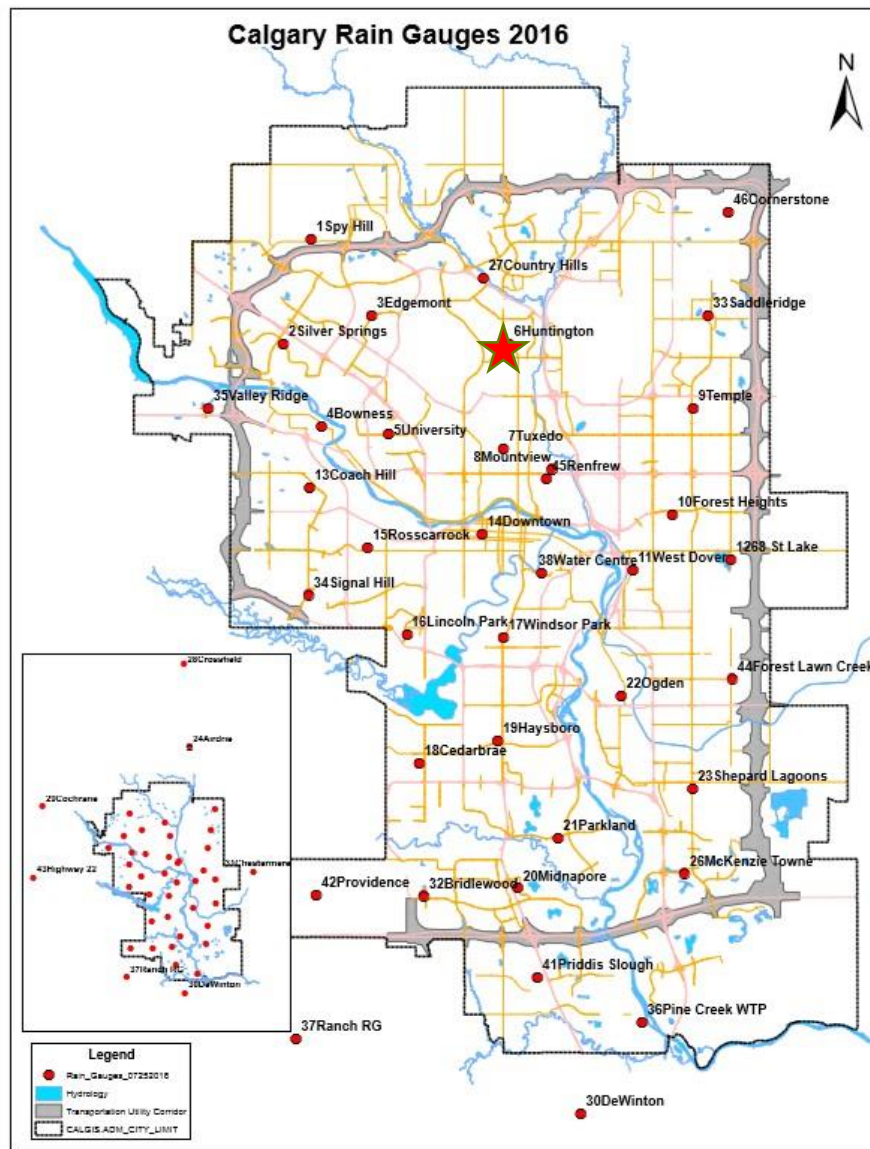 Calgary Rain Gauges 2016
N
46Cornerstone
1Spy Hill
27Country Hills
3Edgemont
33Saddleridge
6Huntington
2Silver Springs
35Valley Ridge
9Temple
4Bowness
5University
7Tuxedo
8Mountview
45Renfrew
13Coach Hill
10Forest Heights
14Downtown
15Rosscarrock
1268 St Lake
38Water Centre
11West Dover
34Signal Hill
16Lincoln Park
17Windsor Park
44Forest Lawn Creek
22Ogden
19Haysboro
18Cedarbrae
23Shepard Lagoons
21Parkland
26McKenzie Towne
42Providence
32Bridlewood
20Midnapore
41Priddis Slough
36Pine Creek WTP
37Ranch RG
30DeWinton
28Crossfield
24Airdrie
29Cochrane
43Highway 22
37Ranch RG
30DeWinton
Legend
Rain_Gauges_07252016
Hydrology
Transportation Utility Corridor
CALGIS.ADM_CITY_LIMIT